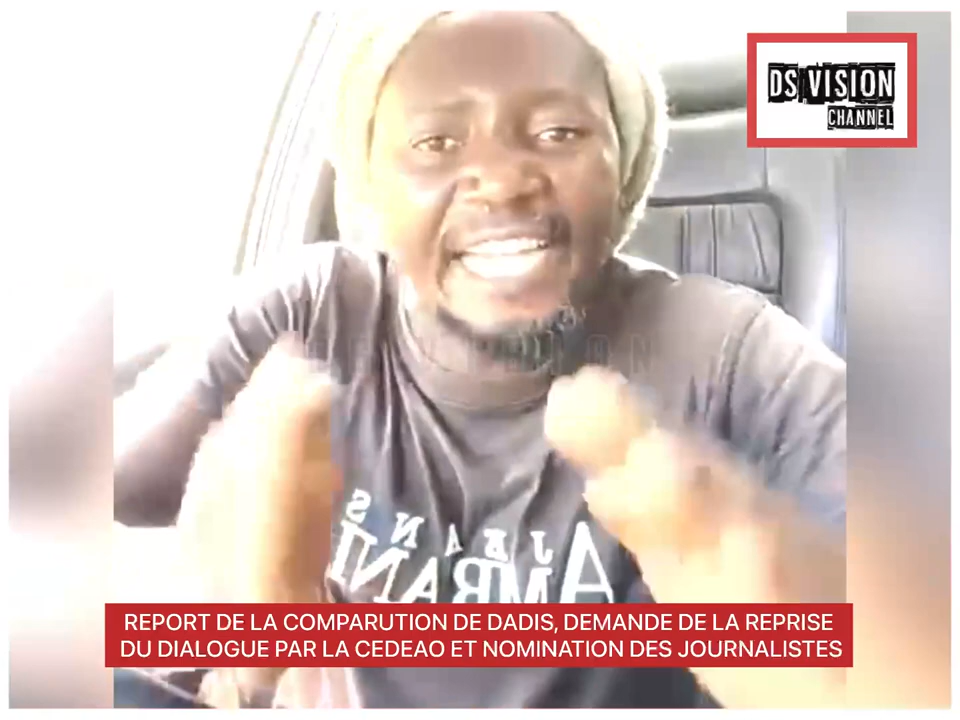 DS VISION
CHANNEL
REPORT DE LA COMPARUTION DE DADIS, DEMANDE DE LA REPRISE
DU DIALOGUE PAR LA CEDEAO ET NOMINATION DES JOURNALISTES